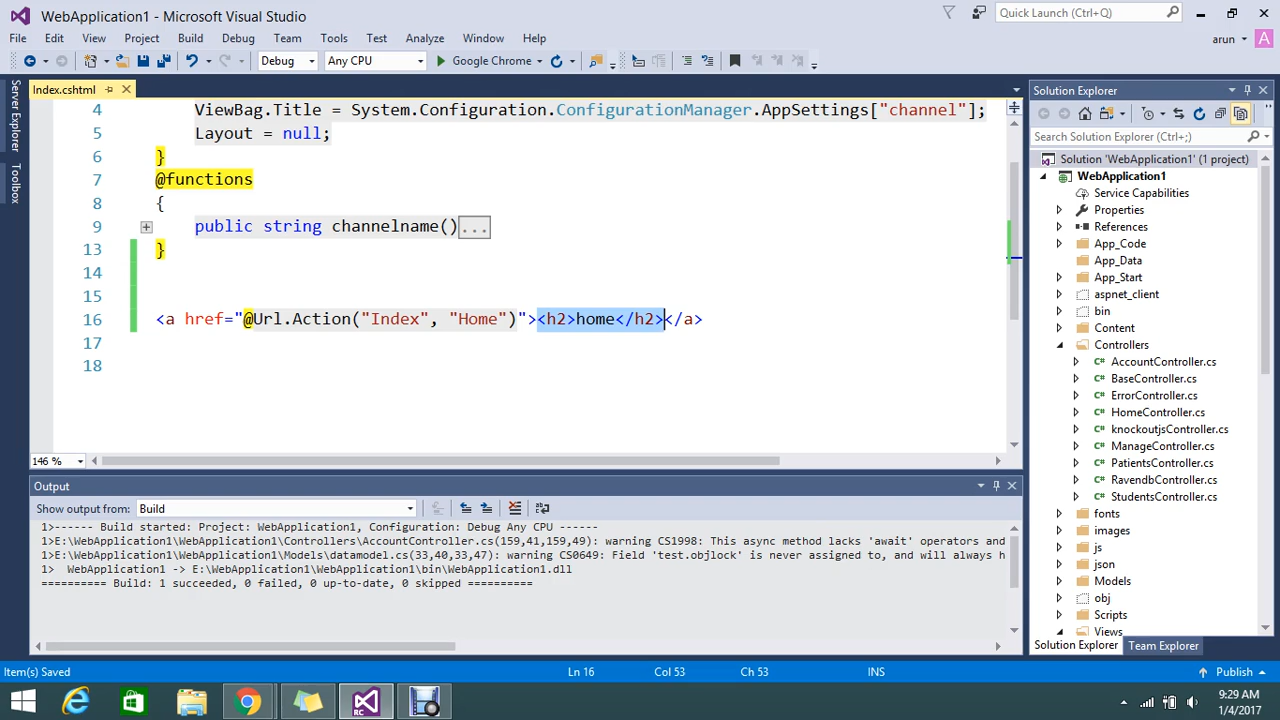 WebApplication1 - Microsoft Visual Studio
Quick Launch (Ctrl+Q)
File Edit View Project Build Debug Team Tools Test Analyze Window Help
arun A
Debug Any CPU Google Chrome
Server Explorer
Toolbox
Index.cshtml
4 ViewBag.Title = System.Configuration.ConfigurationManager.AppSettings["channel"];
5 Layout = null;
6 }
7 @functions
8 {
9 public string channelname()...
13 }
14
15
16 <a href="@Url.Action("Index", "Home")"><h2>home</h2></a>
17
18
146 %
Output
Show output from: Build
1>------ Build started: Project: WebApplication1, Configuration: Debug Any CPU ------
1>E:\WebApplication1\WebApplication1\Controllers\AccountController.cs(159,41,159,49): warning CS1998: This async method lacks 'await' operators and
1>E:\WebApplication1\WebApplication1\Models\datamodel.cs(33,40,33,47): warning CS0649: Field 'test.objlock' is never assigned to, and will always h
1> WebApplication1 -> E:\WebApplication1\WebApplication1\bin\WebApplication1.dll
========== Build: 1 succeeded, 0 failed, 0 up-to-date, 0 skipped ==========
Solution Explorer
Search Solution Explorer (Ctrl+;)
Solution 'WebApplication1' (1 project)
WebApplication1
Service Capabilities
Properties
References
App_Code
App_Data
App_Start
aspnet_client
bin
Content
Controllers
C# AccountController.cs
C# BaseController.cs
C# ErrorController.cs
C# HomeController.cs
C# knockoutjsController.cs
C# ManageController.cs
C# PatientsController.cs
C# RavendbController.cs
C# StudentsController.cs
fonts
images
js
json
Models
obj
Scripts
Views
Solution Explorer Team Explorer
Item(s) Saved Ln 16 Col 53 Ch 53 INS Publish
RC
9:29 AM
1/4/2017